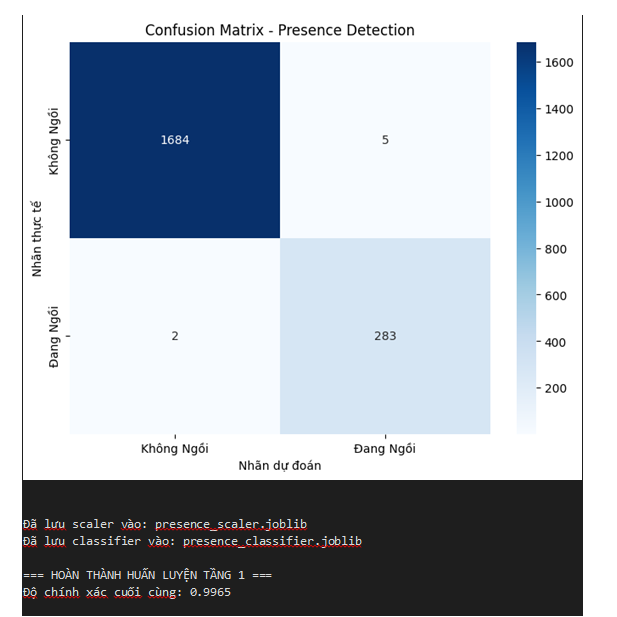 Confusion Matrix - Presence Detection
Không Ngồi
1684
5
Nhãn thực tế
Đang Ngồi
2
283
Không Ngồi
Đang Ngồi
Nhãn dự đoán
1600
1400
1200
1000
800
600
400
200
Đã lưu scaler vào: presence_scaler.joblib
Đã lưu classifier vào: presence_classifier.joblib
=== HOÀN THÀNH HUẤN LUYỆN TẦNG 1 ===
Độ chính xác cuối cùng: 0.9965